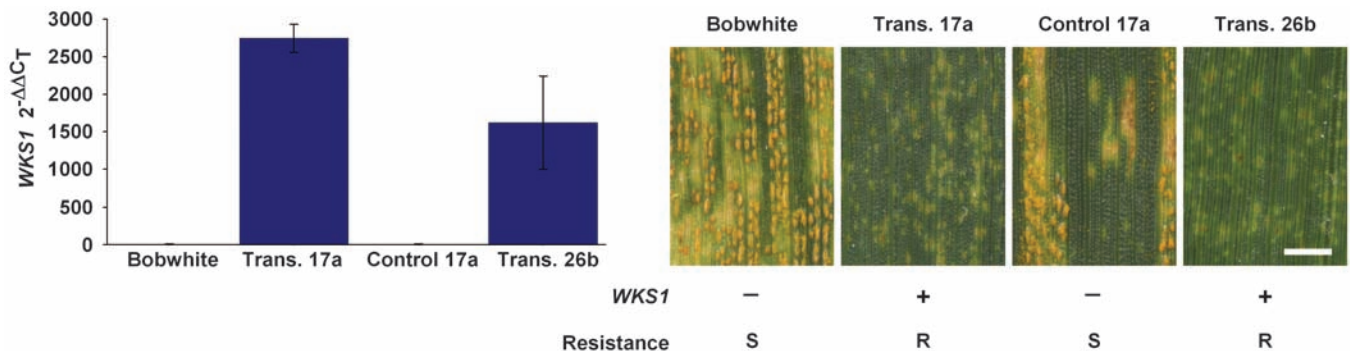 WKS1 2^-ΔΔCT
3000
2500
2000
1500
1000
500
0
Bobwhite Trans. 17a Control 17a Trans. 26b
Bobwhite Trans. 17a Control 17a Trans. 26b
WKS1 – + – +
Resistance S R S R